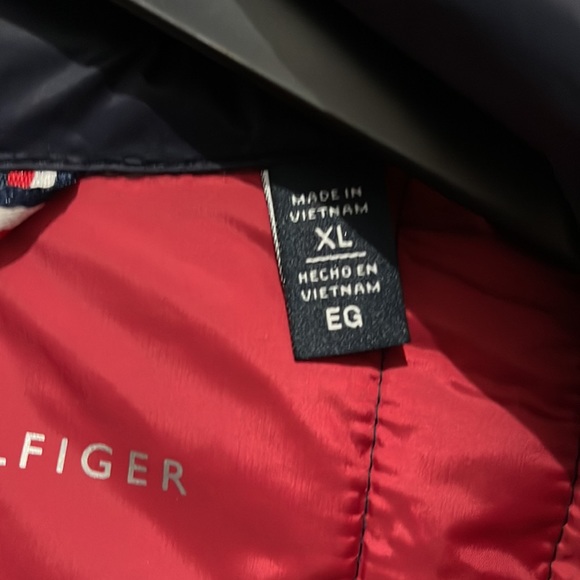 MADE IN
VIETNAM
XL
HECHO EN
VIETNAM
EG
LFIGER